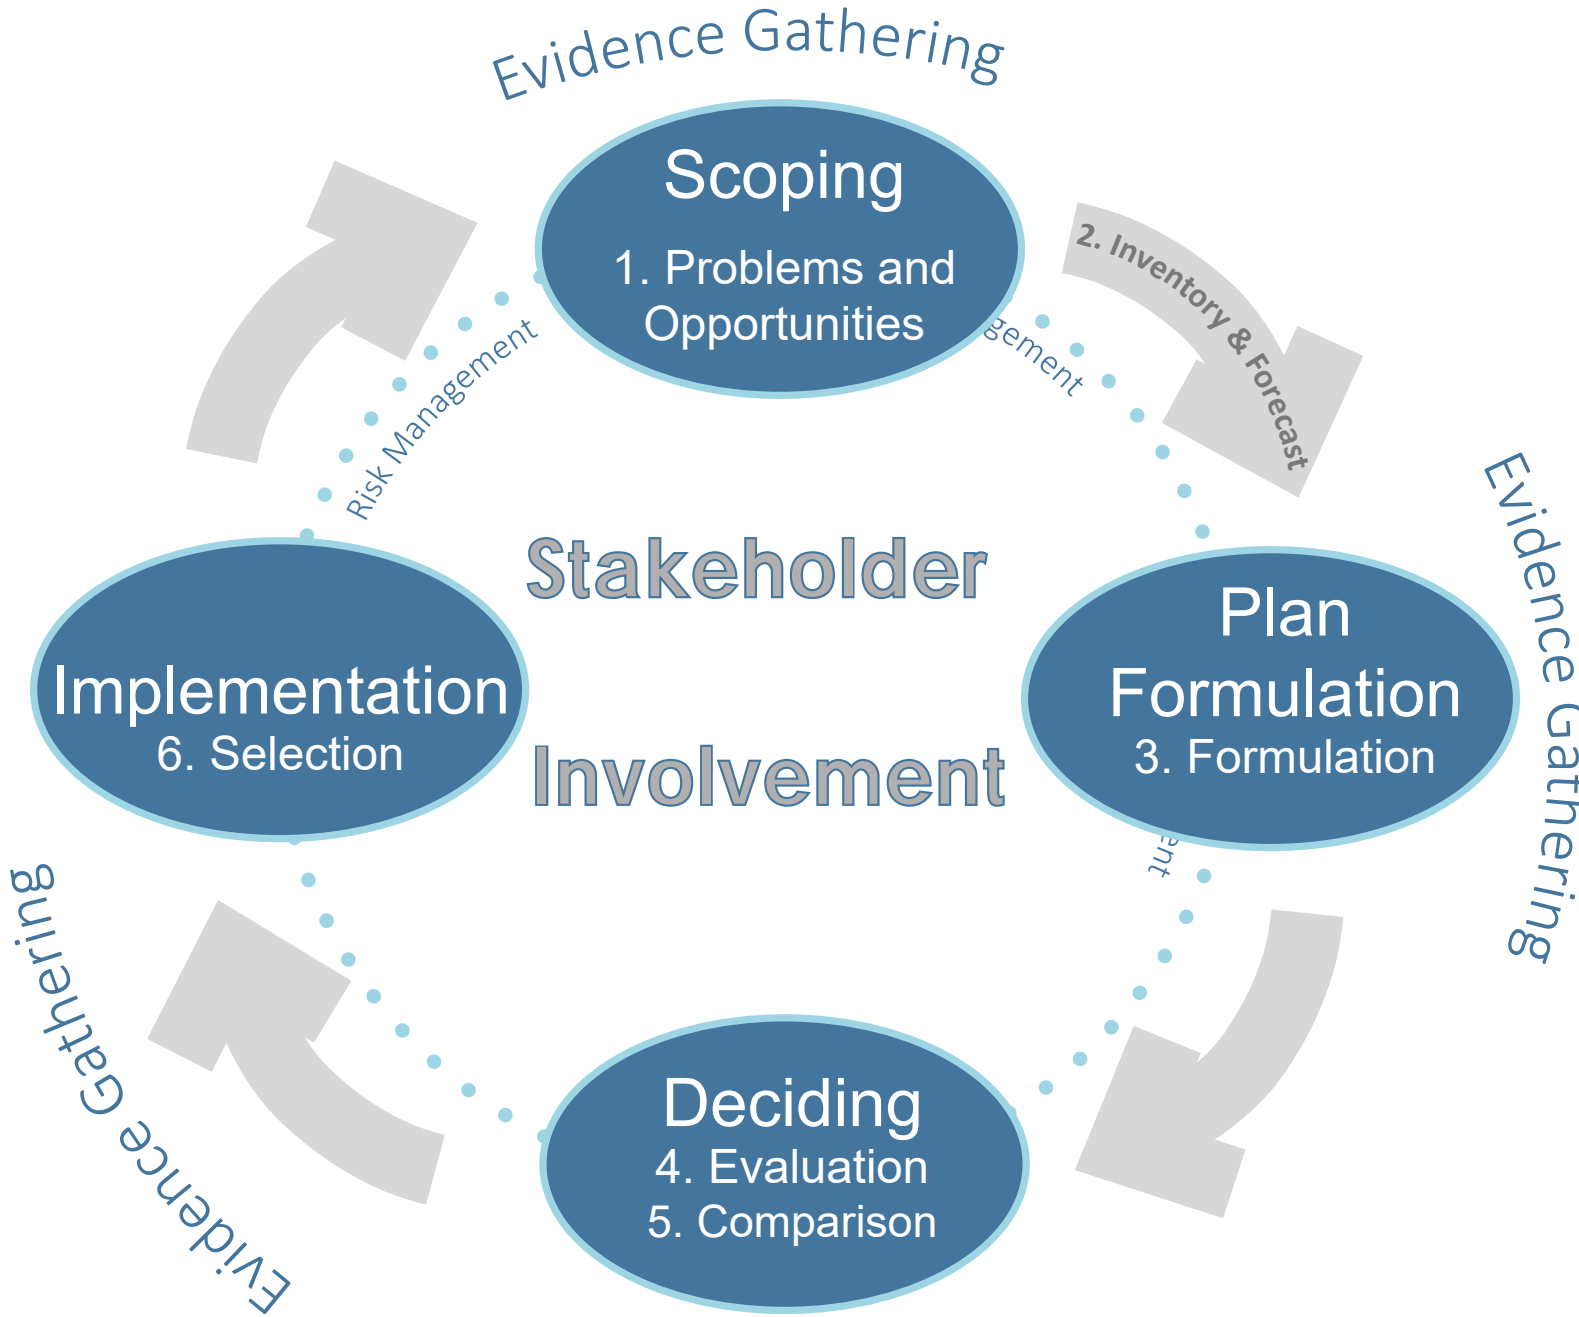 Evidence Gathering
Scoping
1. Problems and
Opportunities
2. Inventory & Forecast
Risk Management
gement
Stakeholder
Involvement
Plan
Formulation
3. Formulation
ent
Evidence Gathering
Implementation
6. Selection
Deciding
4. Evaluation
5. Comparison
Evidence Gathering